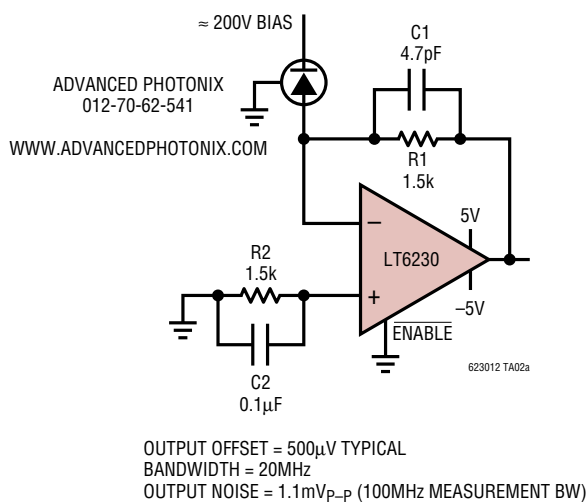 ≈ 200V BIAS
ADVANCED PHOTONIX
012-70-62-541
WWW.ADVANCEDPHOTONIX.COM
C1
4.7pF
R1
1.5k
–
5V
LT6230
R2
1.5k
+
–5V
ENABLE
C2
0.1µF
623012 TA02a
OUTPUT OFFSET = 500µV TYPICAL
BANDWIDTH = 20MHz
OUTPUT NOISE = 1.1mVP–P (100MHz MEASUREMENT BW)